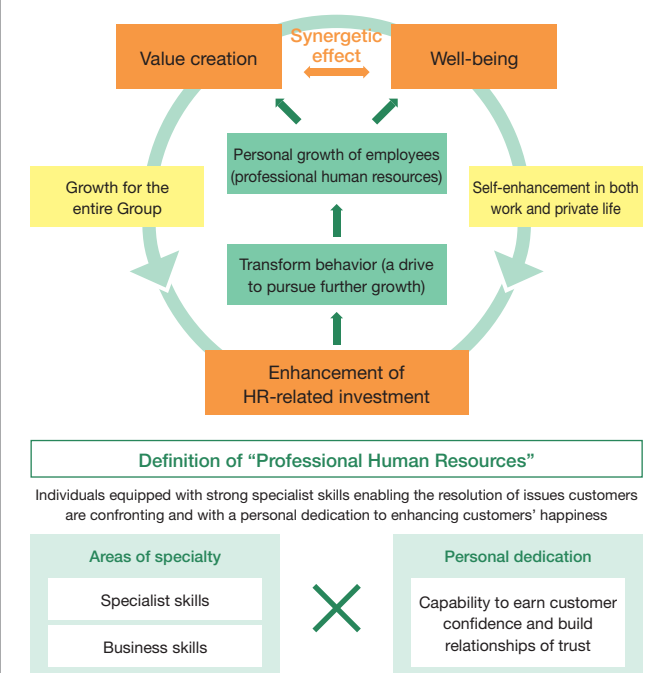 Synergetic
effect
Value creation
Well-being
Personal growth of employees
(professional human resources)
Growth for the
entire Group
Self-enhancement in both
work and private life
Transform behavior (a drive
to pursue further growth)
Enhancement of
HR-related investment
Definition of “Professional Human Resources”
Individuals equipped with strong specialist skills enabling the resolution of issues customers
are confronting and with a personal dedication to enhancing customers’ happiness
Areas of specialty
Specialist skills
Business skills
Personal dedication
Capability to earn customer
confidence and build
relationships of trust